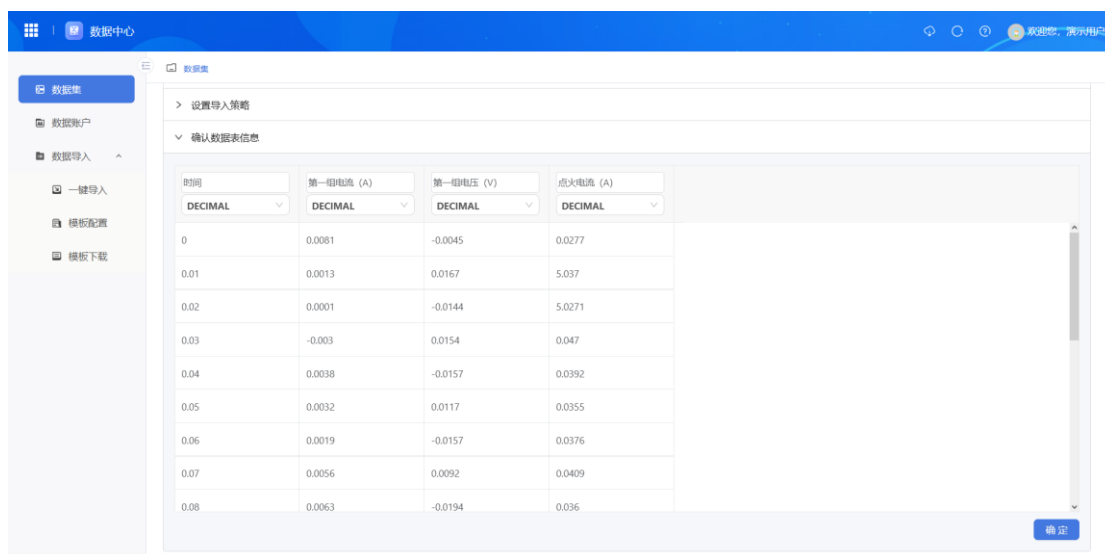 数据中心
欢迎您，演示用户
数据集
数据集
数据账户
数据导入
一键导入
模板配置
模板下载
设置导入策略
确认数据表信息
时间 第一组电流 (A) 第一组电压 (V) 点火电流 (A)
DECIMAL DECIMAL DECIMAL DECIMAL
0 0.0081 -0.0045 0.0277
0.01 0.0013 0.0167 5.037
0.02 0.0001 -0.0144 5.0271
0.03 -0.003 0.0154 0.047
0.04 0.0038 -0.0157 0.0392
0.05 0.0032 0.0117 0.0355
0.06 0.0019 -0.0157 0.0376
0.07 0.0056 0.0092 0.0409
0.08 0.0063 -0.0194 0.036
确定